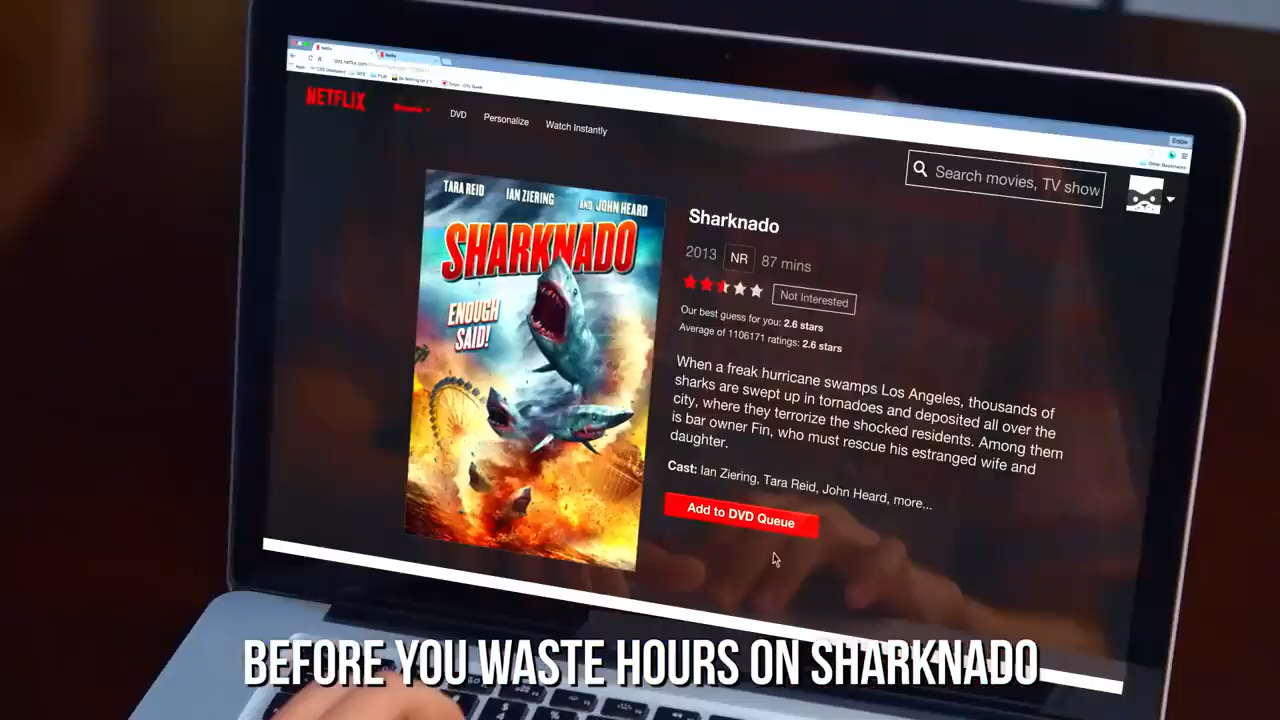 NETFLIX
DVD
Personalize
Watch Instantly
Search movies, TV show
TARA REID
IAN ZIERING
AND JOHN HEARD
SHARKNADO
ENOUGH
SAID!
Sharknado
2013 NR 87 mins
Not Interested
Our best guess for you: 2.6 stars
Average of 1106171 ratings: 2.6 stars
When a freak hurricane swamps Los Angeles, thousands of
sharks are swept up in tornadoes and deposited all over the
city, where they terrorize the shocked residents. Among them
is bar owner Fin, who must rescue his estranged wife and
daughter.
Cast: Ian Ziering, Tara Reid, John Heard, more...
Add to DVD Queue
BEFORE YOU WASTE HOURS ON SHARKNADO